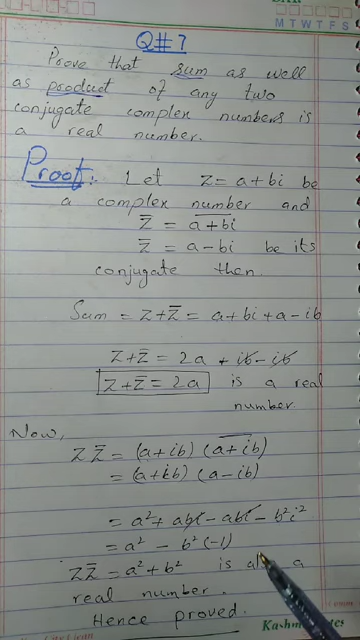 M T W T F S
Q#7
Prove that sum as well
as product of any two
conjugate complex numbers is
a real number.
Proof: Let z = a + bi be
a complex number and
z̅ = \overline{a + bi}
z̅ = a - bi be its
conjugate then.
Sum = z + z̅ = a + bi + a - ib
z + z̅ = 2a + ib - ib
z + z̅ = 2a is a real
number.
Now,
z z̅ = (a + ib) (\overline{a + ib})
= (a + ib) (a - ib)
= a² + abi - abi - b²i²
= a² - b²(-1)
z z̅ = a² + b² is a
real number.
Hence proved.